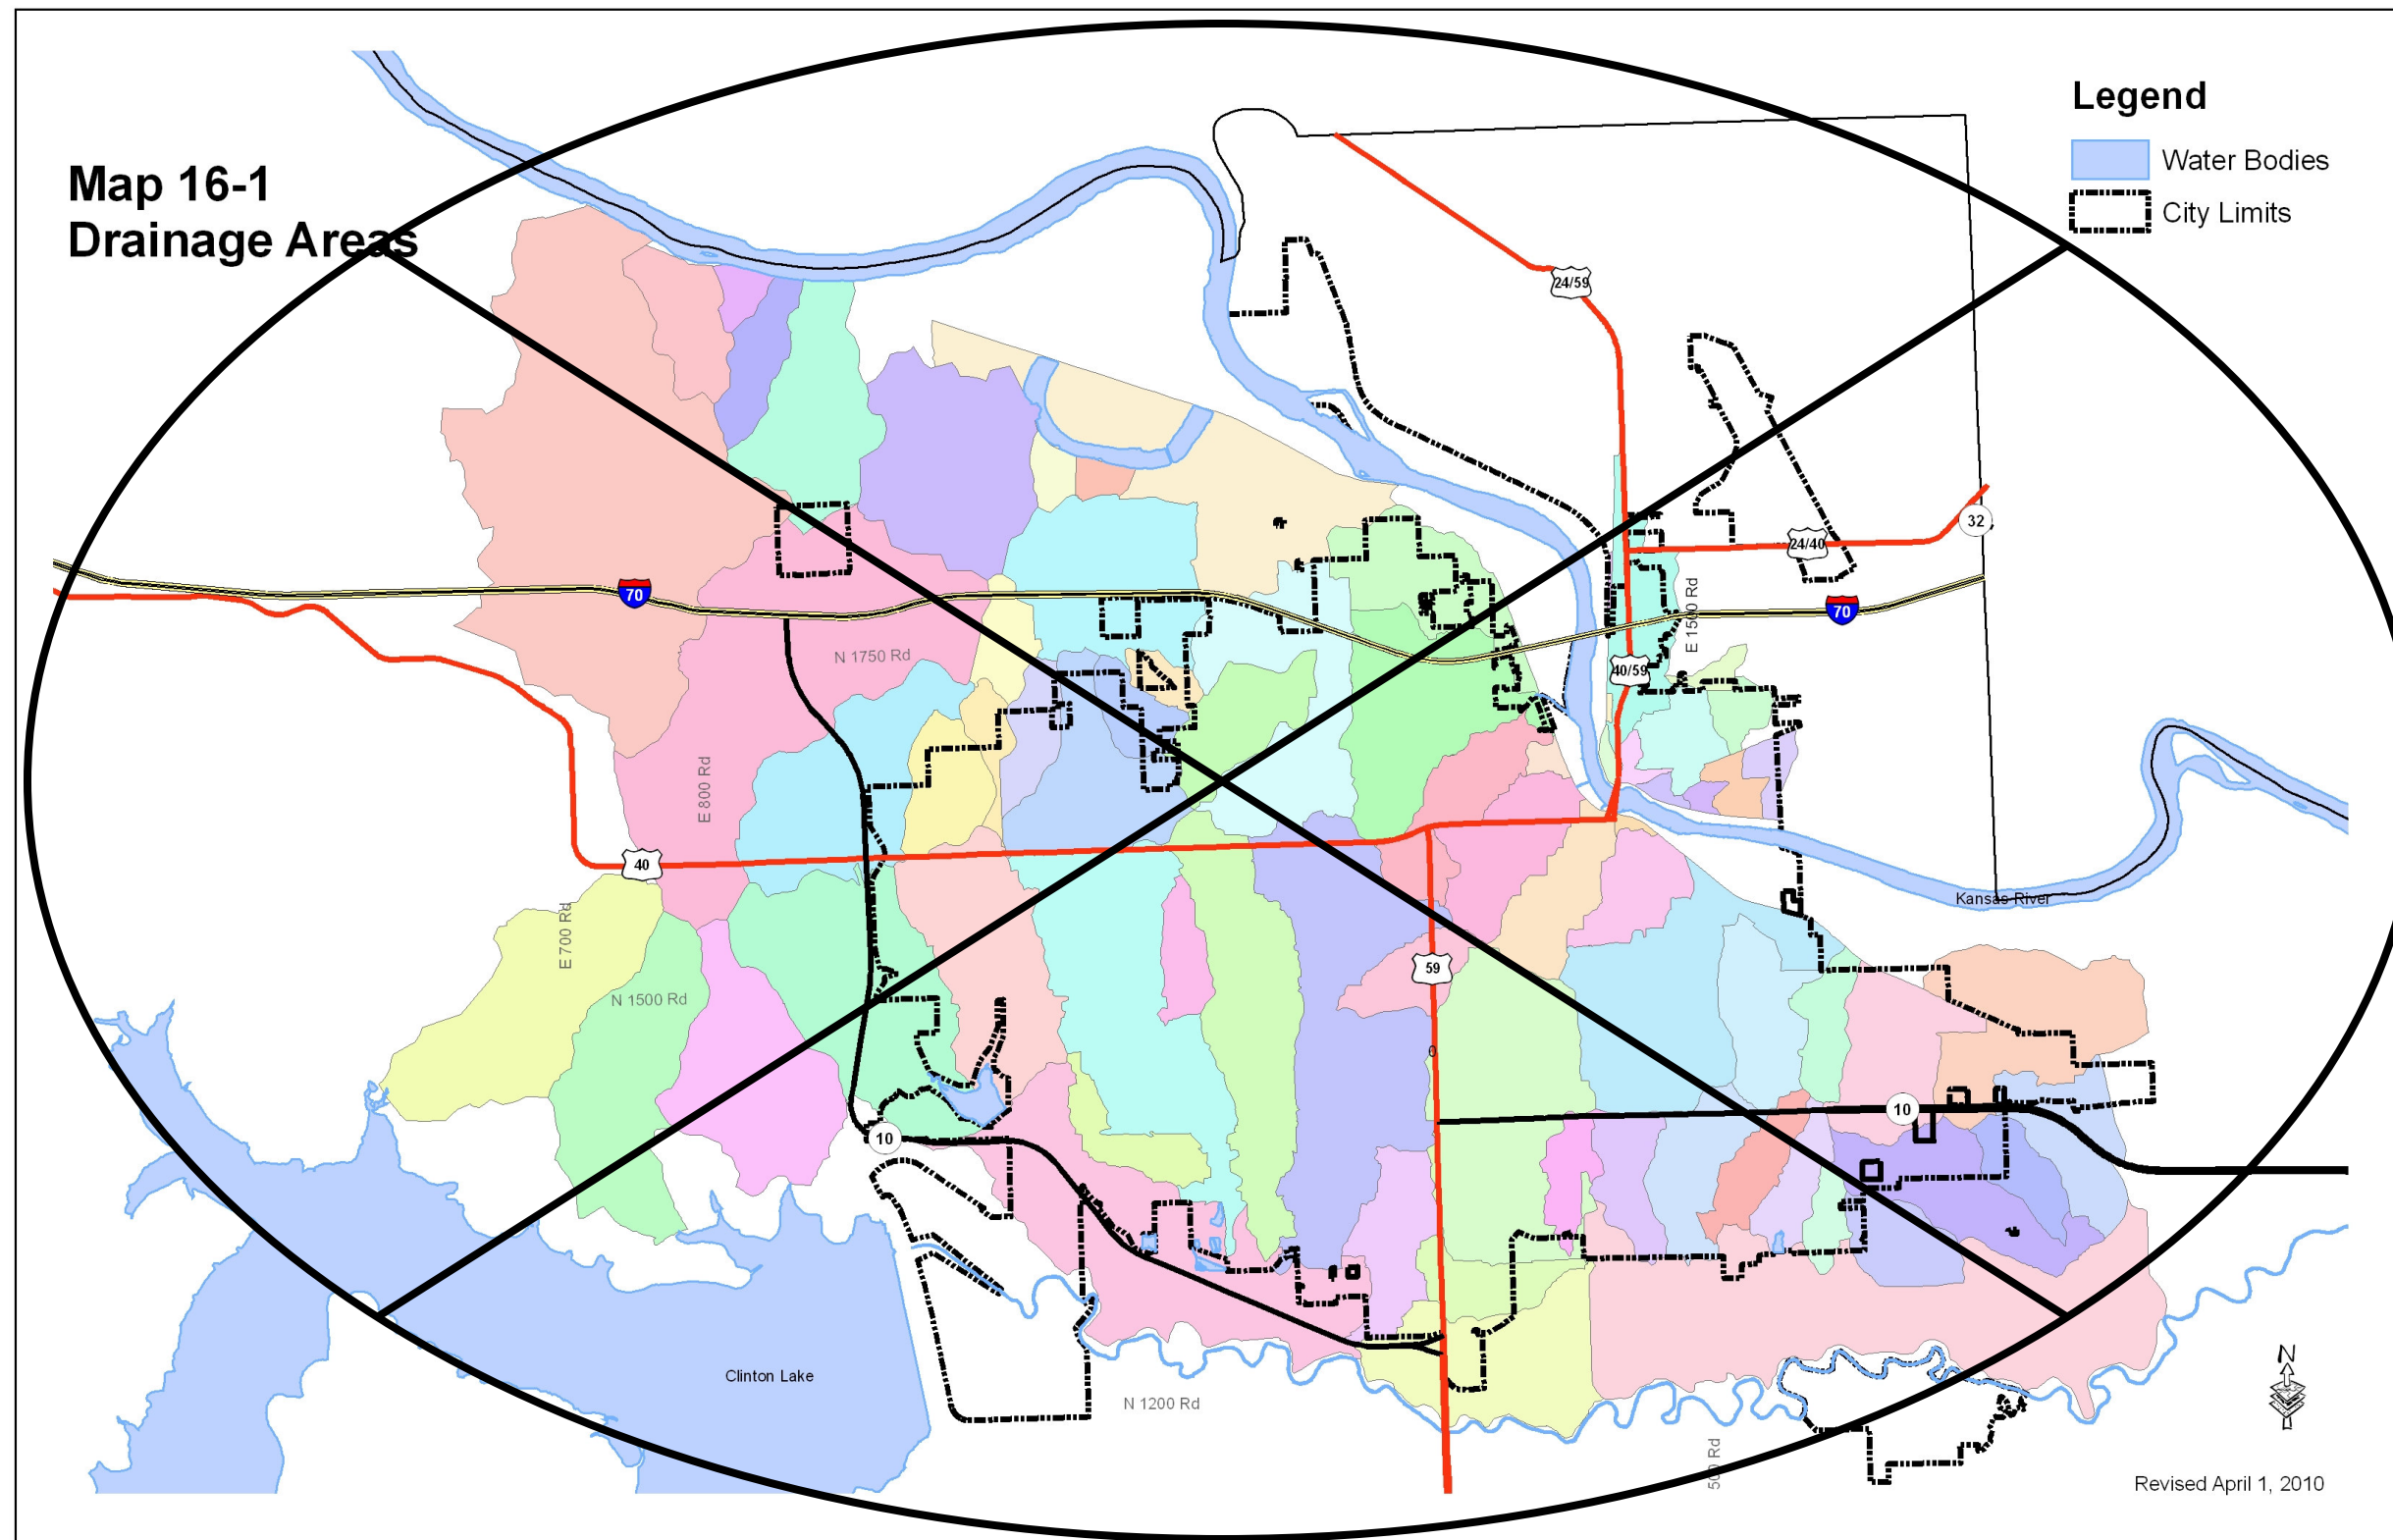 Map 16-1
Drainage Areas
Legend
Water Bodies
City Limits
24/59
32
24/40
70
70
E 1500 Rd
N 1750 Rd
40/59
E 800 Rd
40
E 700 Rd
Kansas River
59
N 1500 Rd
0
10
10
Clinton Lake
N 1200 Rd
N
Revised April 1, 2010